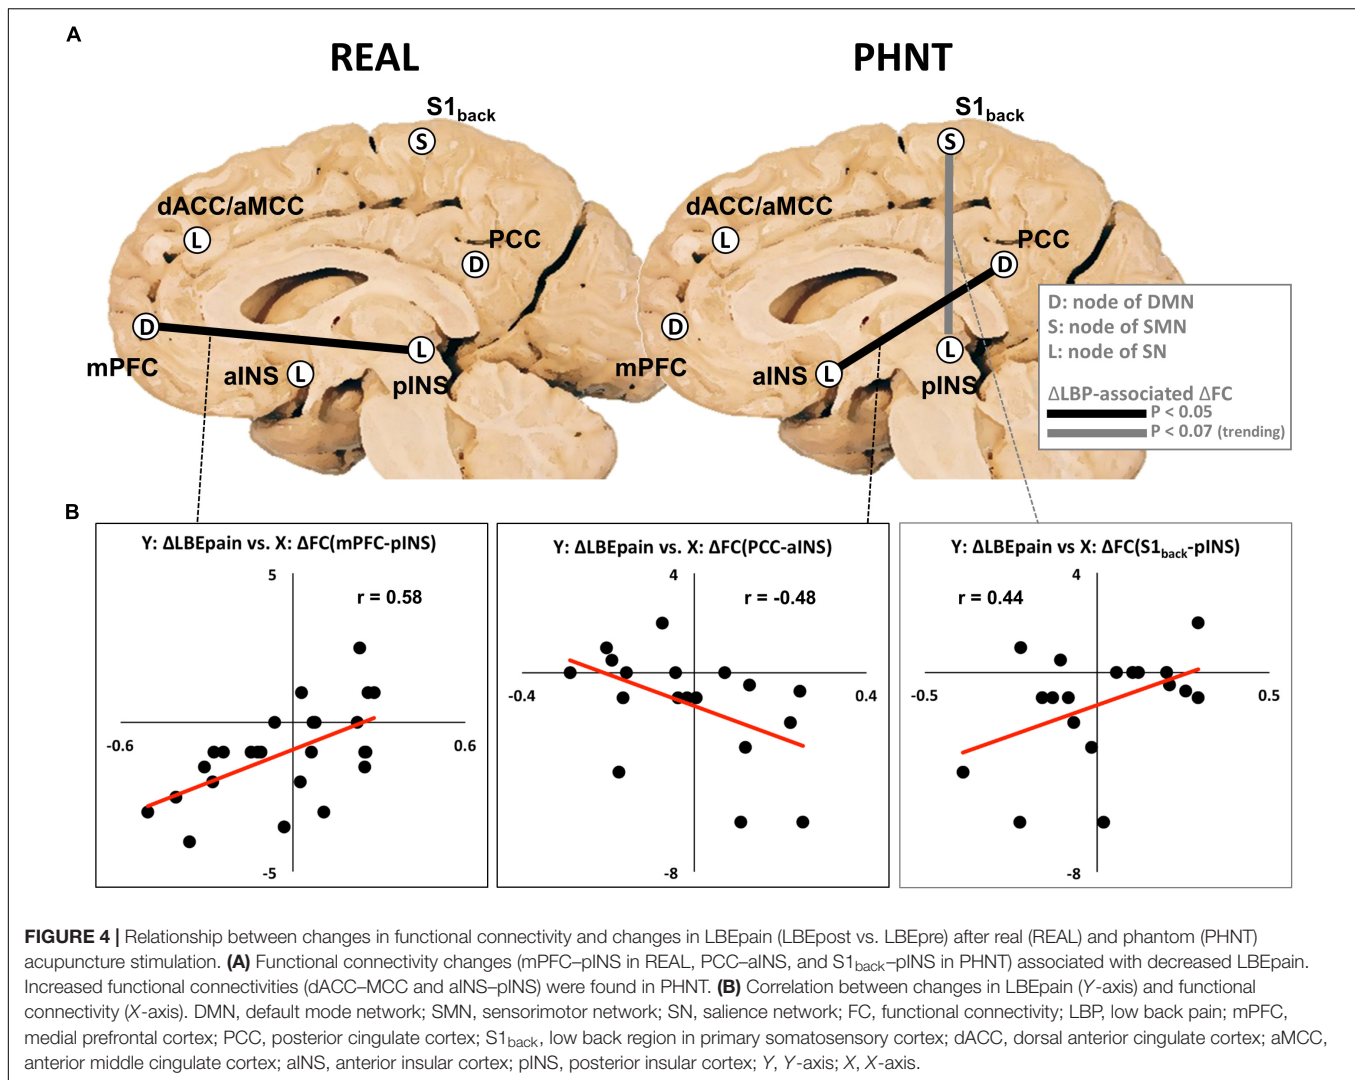 A
REAL
PHNT
S1back
S
S1back
S
dACC/aMCC
L
PCC
D
dACC/aMCC
L
PCC
D
D
mPFC
aINS
L
L
pINS
D
mPFC
aINS
L
L
pINS
D: node of DMN
S: node of SMN
L: node of SN
ΔLBP-associated ΔFC
P < 0.05
P < 0.07 (trending)
B
Y: ΔLBEpain vs. X: ΔFC(mPFC-pINS)
5
r = 0.58
-0.6
0.6
-5
Y: ΔLBEpain vs. X: ΔFC(PCC-aINS)
4
r = -0.48
-0.4
0.4
-8
Y: ΔLBEpain vs X: ΔFC(S1back-pINS)
4
r = 0.44
-0.5
0.5
-8
FIGURE 4 | Relationship between changes in functional connectivity and changes in LBEpain (LBEpost vs. LBEpre) after real (REAL) and phantom (PHNT)
acupuncture stimulation. (A) Functional connectivity changes (mPFC–pINS in REAL, PCC–aINS, and S1back–pINS in PHNT) associated with decreased LBEpain.
Increased functional connectivities (dACC–MCC and aINS–pINS) were found in PHNT. (B) Correlation between changes in LBEpain (Y-axis) and functional
connectivity (X-axis). DMN, default mode network; SMN, sensorimotor network; SN, salience network; FC, functional connectivity; LBP, low back pain; mPFC,
medial prefrontal cortex; PCC, posterior cingulate cortex; S1back, low back region in primary somatosensory cortex; dACC, dorsal anterior cingulate cortex; aMCC,
anterior middle cingulate cortex; aINS, anterior insular cortex; pINS, posterior insular cortex; Y, Y-axis; X, X-axis.